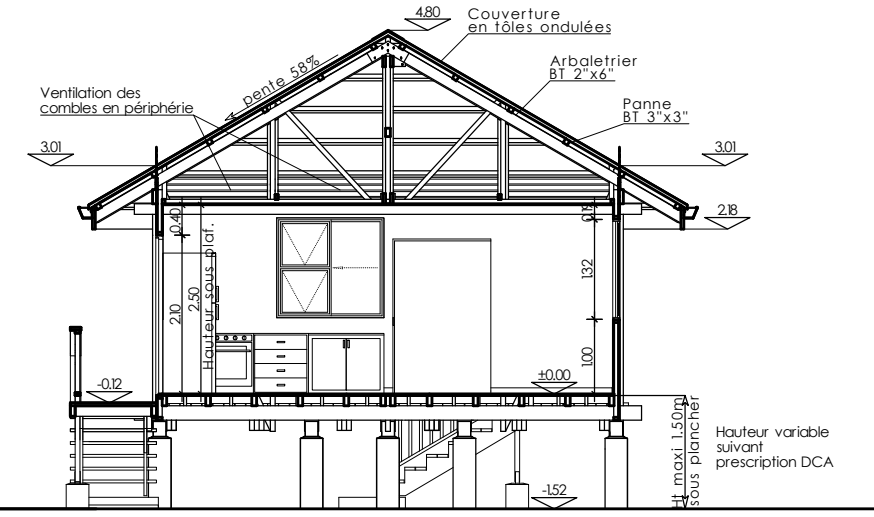 4.80
Couverture
en tôles ondulées
Arbaletrier
BT 2"x6"
pente 58%
Ventilation des
combles en périphérie
Panne
BT 3"x3"
3.01
3.01
2.18
0.40
Hauteur sous plaf.
2.50
2.10
1.32
1.00
±0.00
-0.12
Ht maxi 1.50m
sous plancher
Hauteur variable
suivant
prescription DCA
-1.52